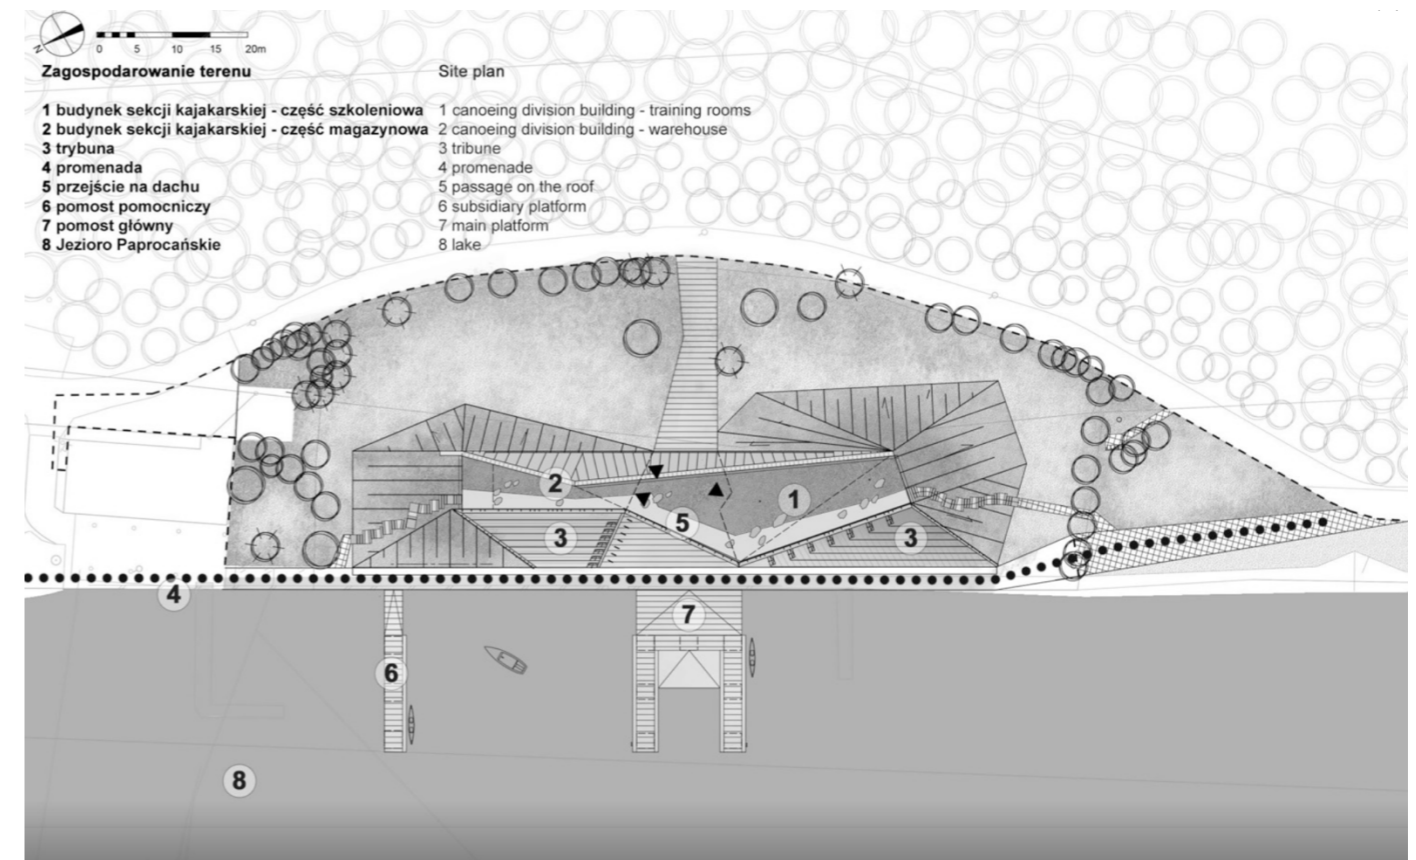 N
0 5 10 15 20m
Zagospodarowanie terenu Site plan
1 budynek sekcji kajakarskiej - część szkoleniowa 1 canoeing division building - training rooms
2 budynek sekcji kajakarskiej - część magazynowa 2 canoeing division building - warehouse
3 trybuna 3 tribune
4 promenada 4 promenade
5 przejście na dachu 5 passage on the roof
6 pomost pomocniczy 6 subsidiary platform
7 pomost główny 7 main platform
8 Jezioro Paprocańskie 8 lake
2
1
5
3
3
4
7
6
8